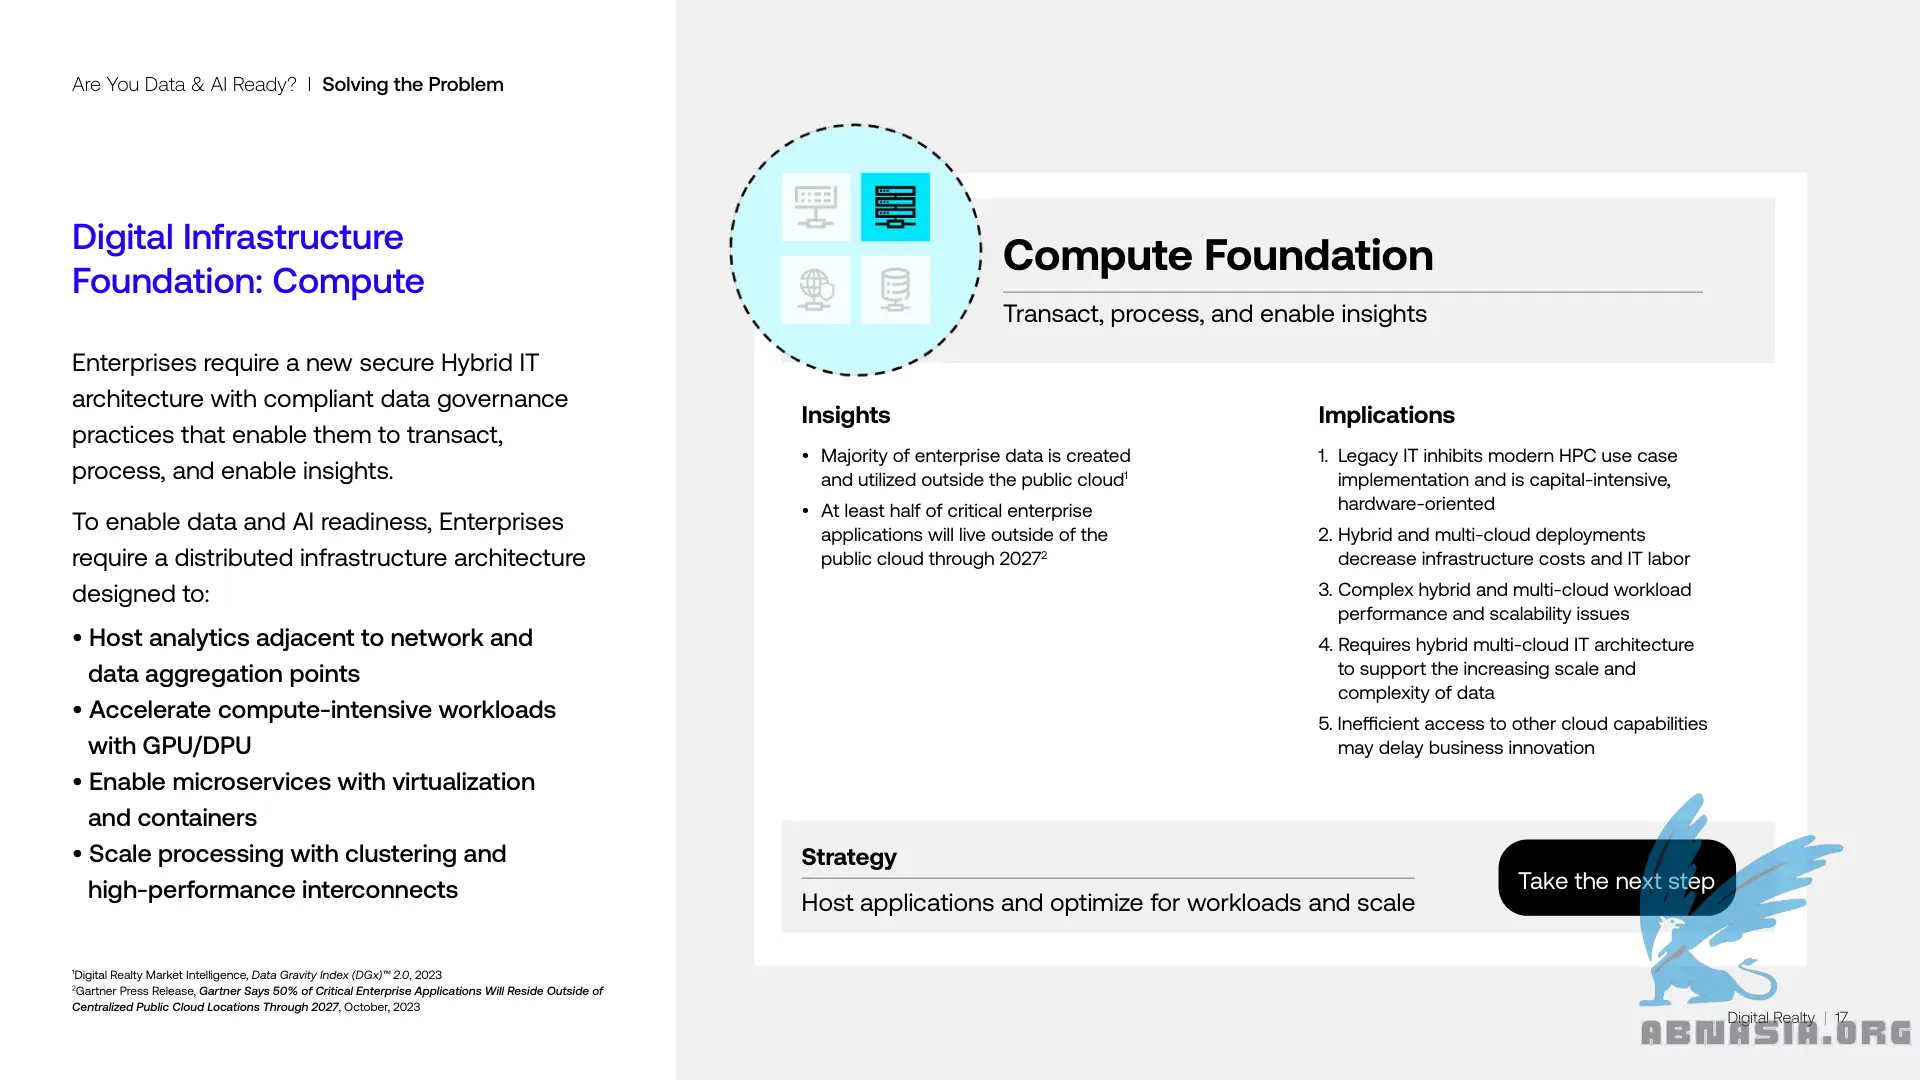 Are You Data & AI Ready? | Solving the Problem
Digital Infrastructure
Foundation: Compute
Enterprises require a new secure Hybrid IT
architecture with compliant data governance
practices that enable them to transact,
process, and enable insights.
To enable data and AI readiness, Enterprises
require a distributed infrastructure architecture
designed to:
• Host analytics adjacent to network and
data aggregation points
• Accelerate compute-intensive workloads
with GPU/DPU
• Enable microservices with virtualization
and containers
• Scale processing with clustering and
high-performance interconnects
¹Digital Realty Market Intelligence, Data Gravity Index (DGx)™ 2.0, 2023
²Gartner Press Release, Gartner Says 50% of Critical Enterprise Applications Will Reside Outside of
Centralized Public Cloud Locations Through 2027, October, 2023
Compute Foundation
Transact, process, and enable insights
Insights
• Majority of enterprise data is created
and utilized outside the public cloud¹
• At least half of critical enterprise
applications will live outside of the
public cloud through 2027²
Implications
1. Legacy IT inhibits modern HPC use case
implementation and is capital-intensive,
hardware-oriented
2. Hybrid and multi-cloud deployments
decrease infrastructure costs and IT labor
3. Complex hybrid and multi-cloud workload
performance and scalability issues
4. Requires hybrid multi-cloud IT architecture
to support the increasing scale and
complexity of data
5. Inefficient access to other cloud capabilities
may delay business innovation
Strategy
Host applications and optimize for workloads and scale
Take the next step
Digital Realty | 17
ABNASIA.ORG